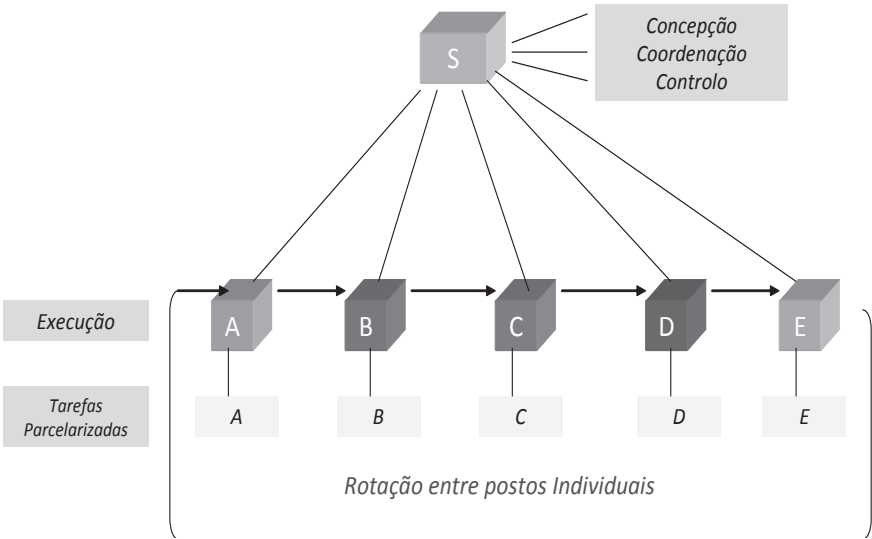 S
Concepção
Coordenação
Controlo
Execução
A
B
C
D
E
Tarefas
Parcelarizadas
A
B
C
D
E
Rotação entre postos Individuais